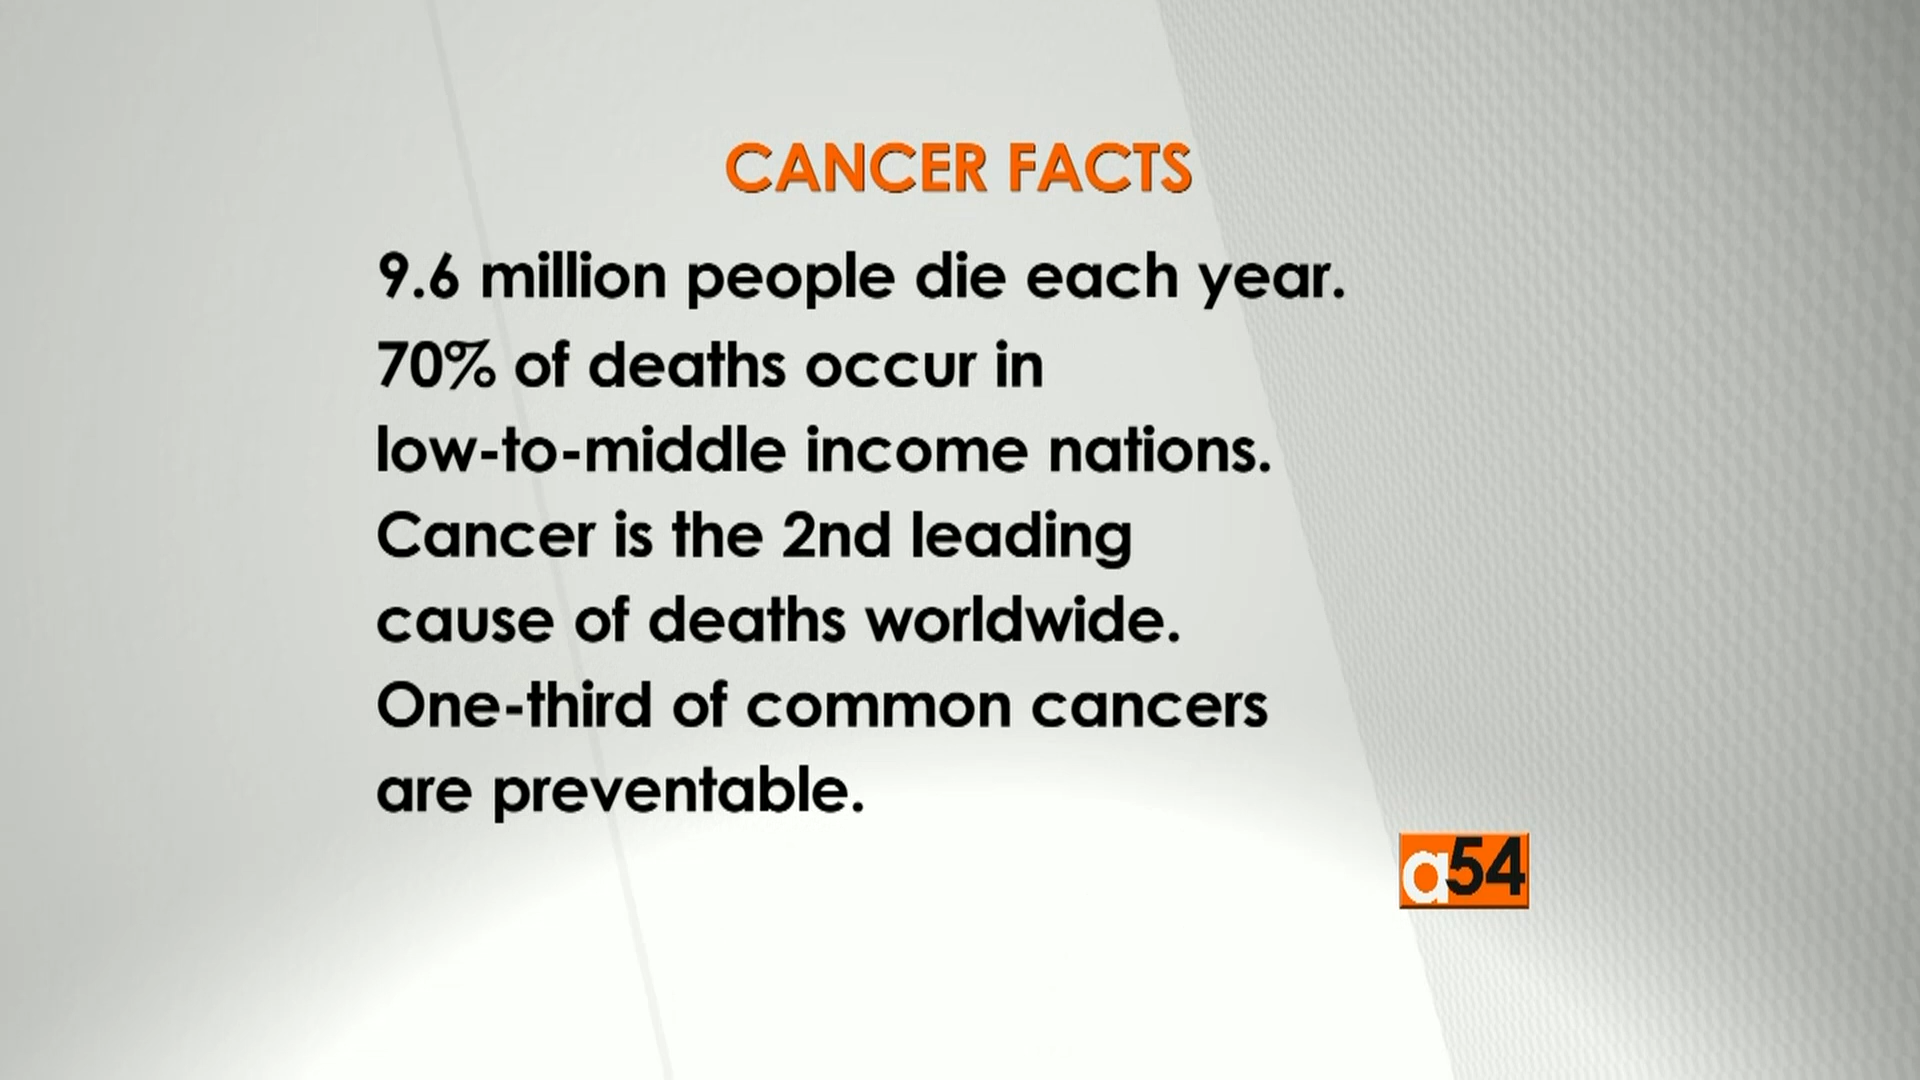 CANCER FACTS
9.6 million people die each year.
70% of deaths occur in
low-to-middle income nations.
Cancer is the 2nd leading
cause of deaths worldwide.
One-third of common cancers
are preventable.
a54